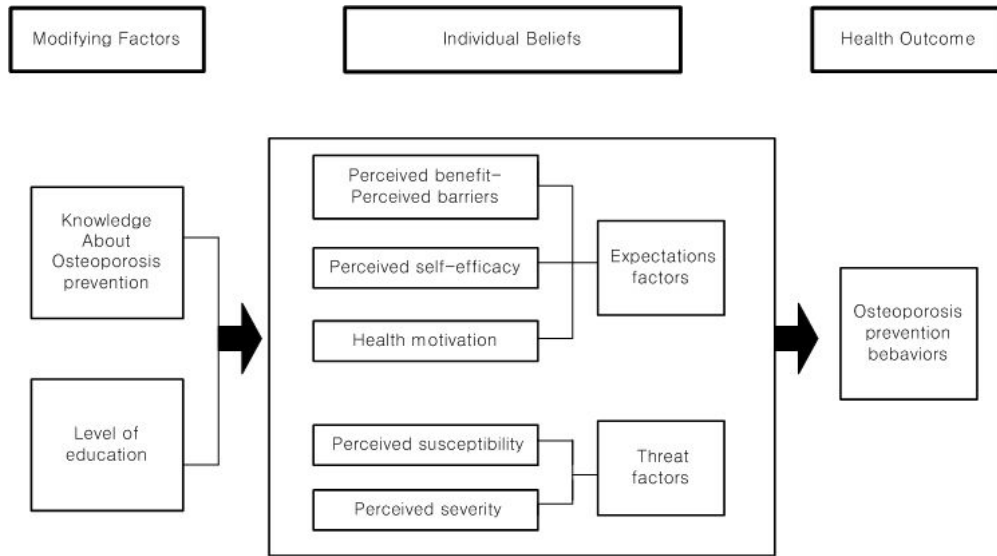 Modifying Factors
Individual Beliefs
Health Outcome
Knowledge
About
Osteoporosis
prevention
Level of
education
Perceived benefit-
Perceived barriers
Perceived self-efficacy
Health motivation
Expectations
factors
Perceived susceptibility
Perceived severity
Threat
factors
Osteoporosis
prevention
bebaviors